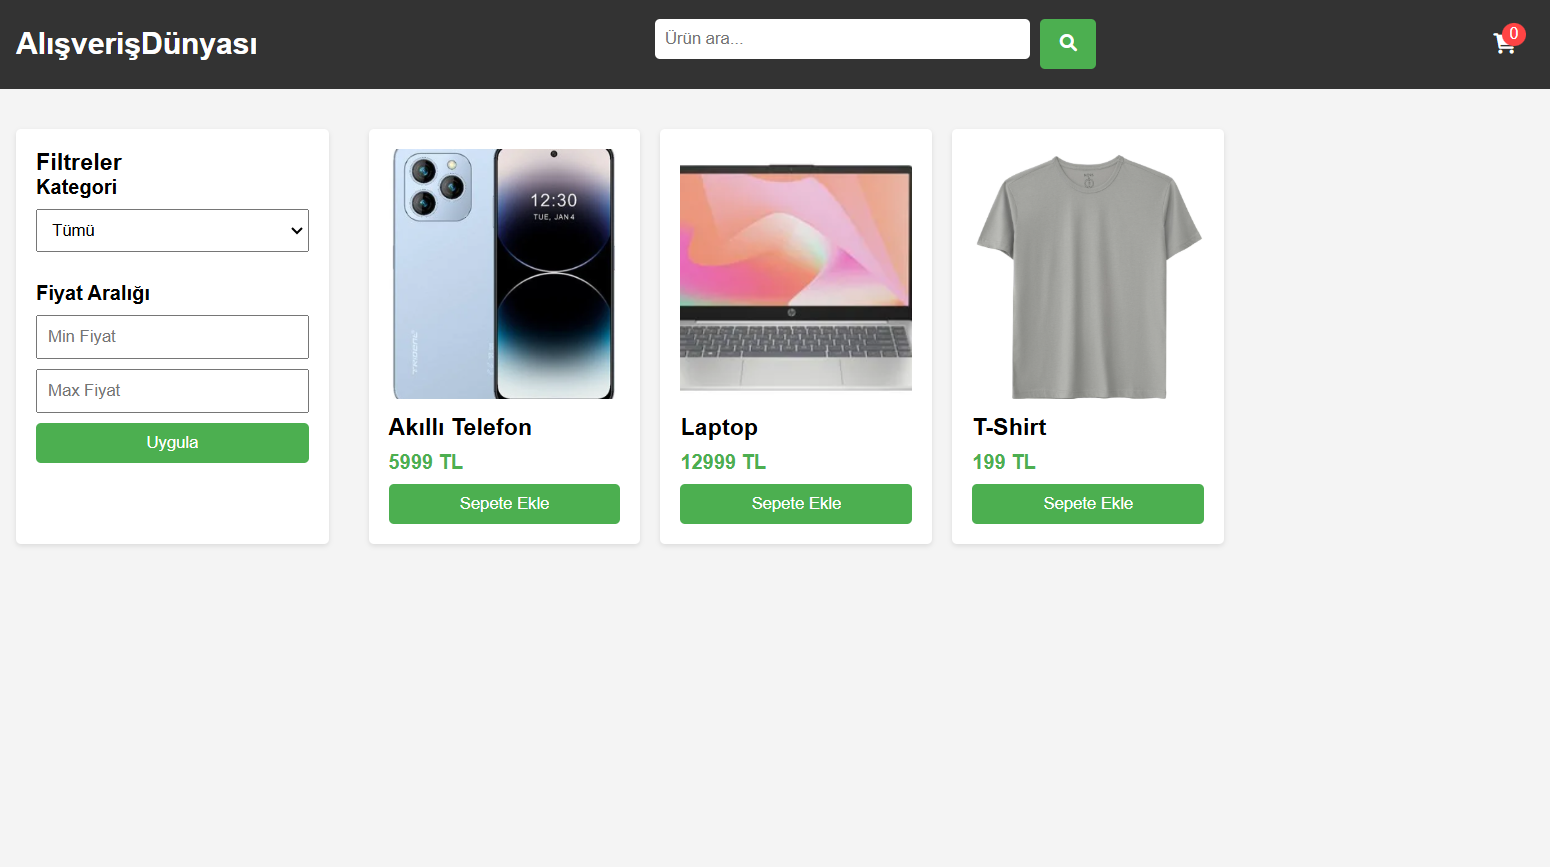 AlışverişDünyası
Ürün ara...
0
Filtreler
Kategori
Tümü
Fiyat Aralığı
Min Fiyat
Max Fiyat
Uygula
12:30
TUE, JAN 4
Akıllı Telefon
5999 TL
Sepete Ekle
hp
Laptop
12999 TL
Sepete Ekle
T-Shirt
199 TL
Sepete Ekle